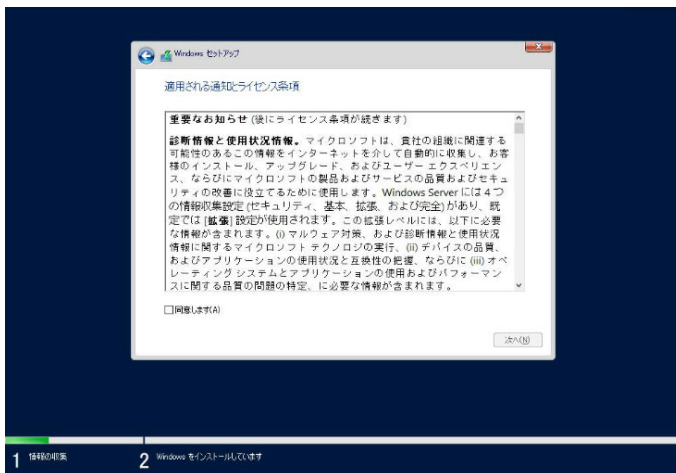 Windows セットアップ
適用される通知とライセンス条項
重要なお知らせ (後にライセンス条項が続きます)
診断情報と使用状況情報。マイクロソフトは、貴社の組織に関連する
可能性のあるこの情報をインターネットを介して自動的に収集し、お客
様のインストール、アップグレード、およびユーザー エクスペリエン
ス、ならびにマイクロソフトの製品およびサービスの品質およびセキュ
リティの改善に役立てるために使用します。Windows Server には 4 つ
の情報収集設定 (セキュリティ、基本、拡張、および完全) があり、既
定では [拡張] 設定が使用されます。この拡張レベルには、以下に必要
な情報が含まれます。(i) マルウェア対策、および診断情報と使用状況
情報に関するマイクロソフト テクノロジの実行、(ii) デバイスの品質、
およびアプリケーションの使用状況と互換性の把握、ならびに (iii) オペ
レーティング システムとアプリケーションの使用およびパフォーマン
スに関する品質の問題の特定、に必要な情報が含まれます。
同意します(A)
次へ(N)
1 情報の収集
2 Windows をインストールしています